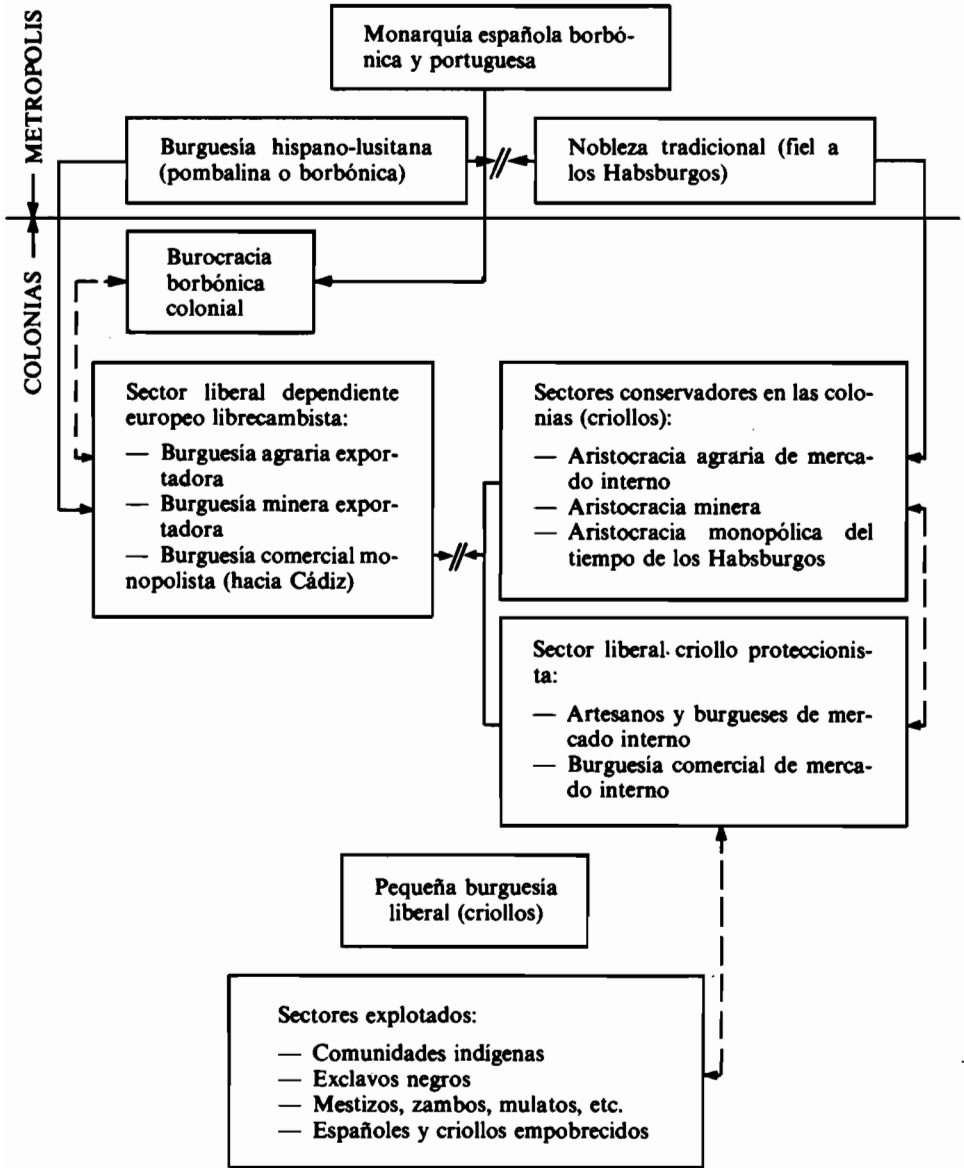 Monarquía española borbó-
nica y portuguesa
METROPOLIS
Burguesía hispano-lusitana
(pombalina o borbónica)
Nobleza tradicional (fiel a
los Habsburgos)
COLONIAS
Burocracia
borbónica
colonial
Sector liberal dependiente
europeo librecambista:
— Burguesía agraria expor-
tadora
— Burguesía minera expor-
tadora
— Burguesía comercial mo-
nopolista (hacia Cádiz)
Sectores conservadores en las colo-
nias (criollos):
— Aristocracia agraria de merca-
do interno
— Aristocracia minera
— Aristocracia monopólica del
tiempo de los Habsburgos
Sector liberal criollo proteccionis-
ta:
— Artesanos y burgueses de mer-
cado interno
— Burguesía comercial de merca-
do interno
Pequeña burguesía
liberal (criollos)
Sectores explotados:
— Comunidades indígenas
— Exclavos negros
— Mestizos, zambos, mulatos, etc.
— Españoles y criollos empobrecidos